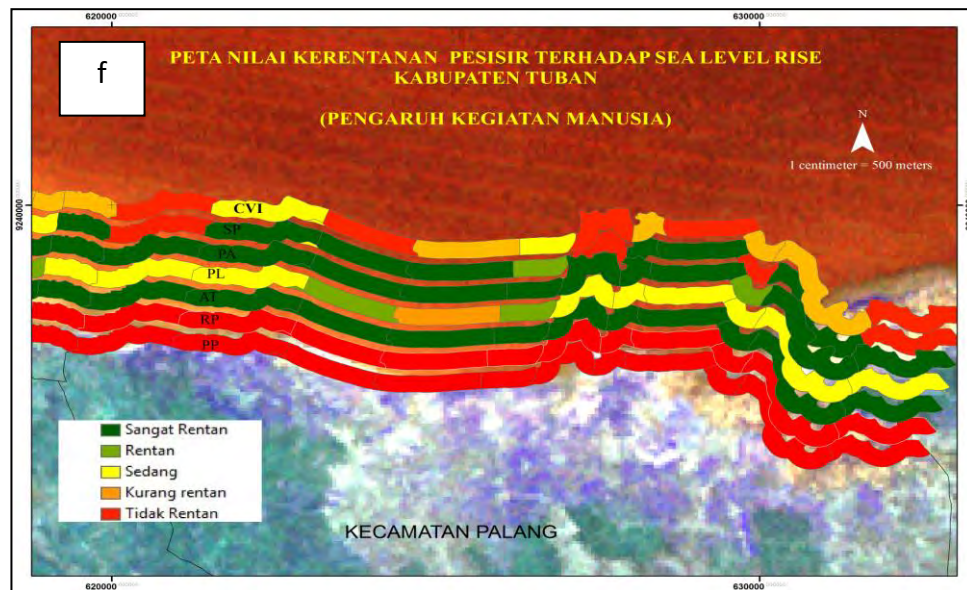 620000
630000
f
PETA NILAI KERENTANAN PESISIR TERHADAP SEA LEVEL RISE
KABUPATEN TUBAN
(PENGARUH KEGIATAN MANUSIA)
N
1 centimeter = 500 meters
9240000
CVI
SP
PA
PL
AI
RP
PP
Sangat Rentan
Rentan
Sedang
Kurang rentan
Tidak Rentan
KECAMATAN PALANG
620000
630000